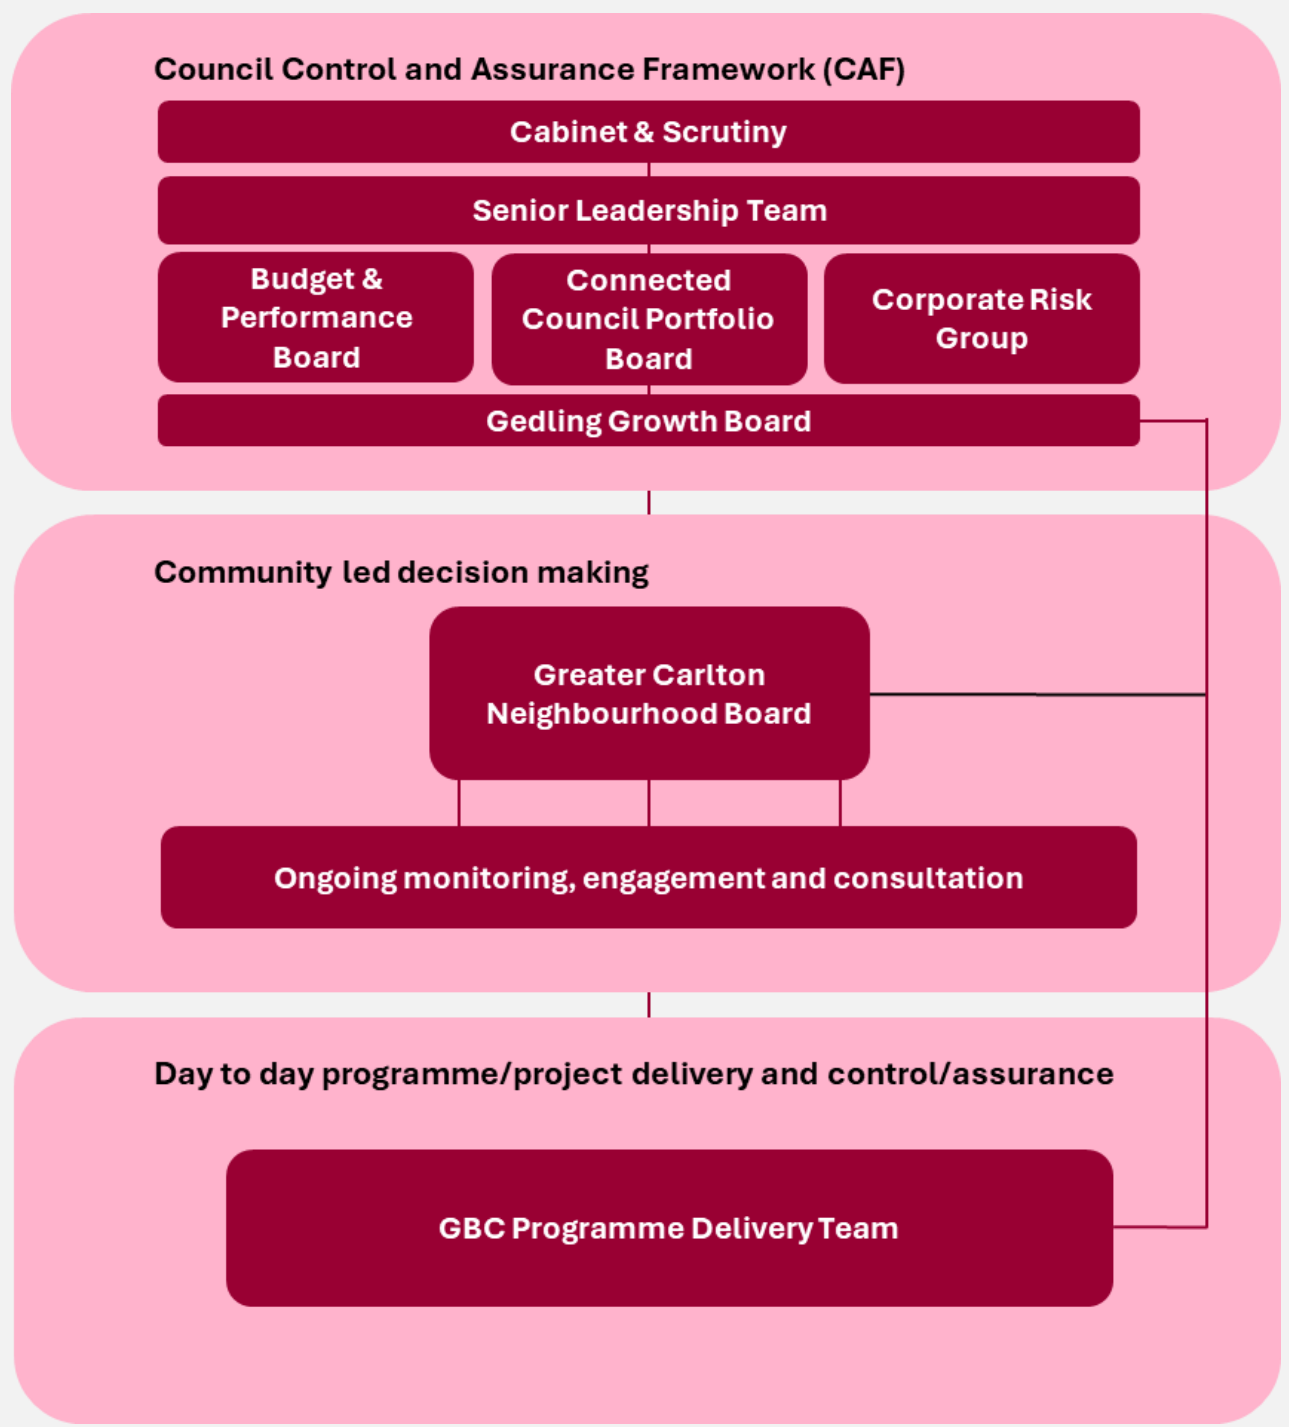 Council Control and Assurance Framework (CAF)
Cabinet & Scrutiny
Senior Leadership Team
Budget &
Performance
Board
Connected
Council Portfolio
Board
Corporate Risk
Group
Gedling Growth Board
Community led decision making
Greater Carlton
Neighbourhood Board
Ongoing monitoring, engagement and consultation
Day to day programme/project delivery and control/assurance
GBC Programme Delivery Team